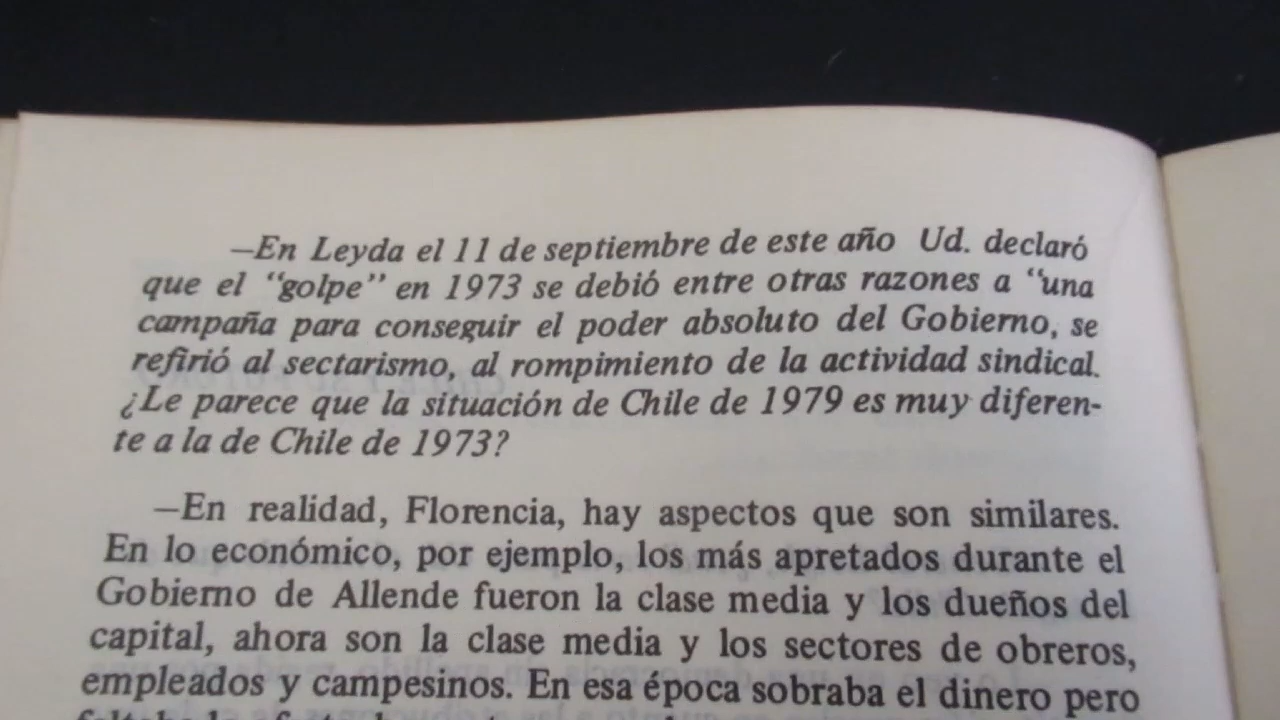 —En Leyda el 11 de septiembre de este año Ud. declaró
que el “golpe” en 1973 se debió entre otras razones a “una
campaña para conseguir el poder absoluto del Gobierno, se
refirió al sectarismo, al rompimiento de la actividad sindical.
¿Le parece que la situación de Chile de 1979 es muy diferen-
te a la de Chile de 1973?
—En realidad, Florencia, hay aspectos que son similares.
En lo económico, por ejemplo, los más apretados durante el
Gobierno de Allende fueron la clase media y los dueños del
capital, ahora son la clase media y los sectores de obreros,
empleados y campesinos. En esa época sobraba el dinero pero